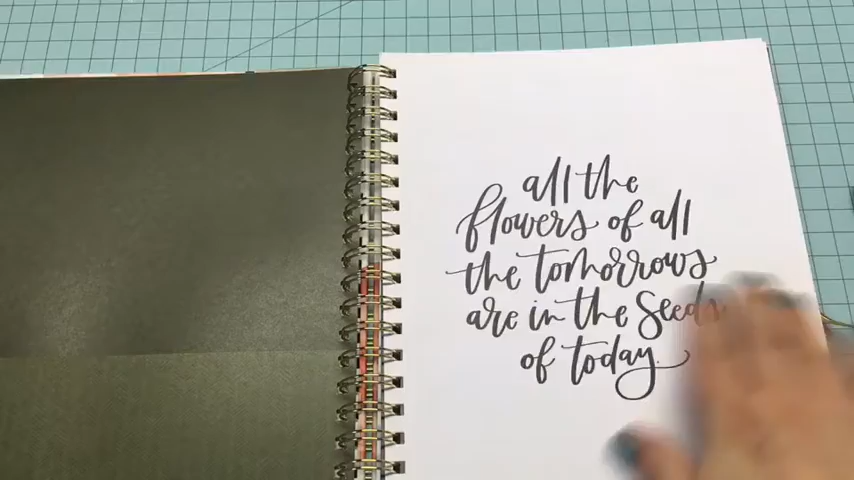 all the
flowers of all
the tomorrows
are in the seeds
of today.